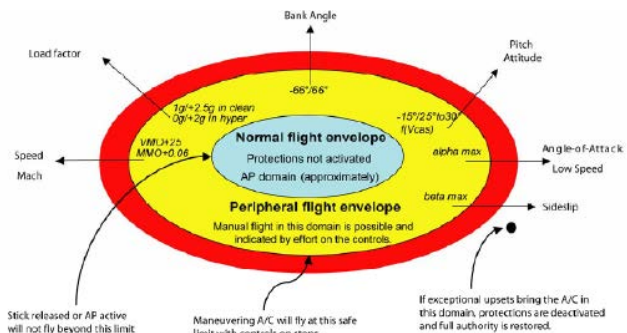 Bank Angle
Load factor
Pitch
Attitude
-66°/66°
1g/+2.5g in clean
0g/+2g in hyper
-15°/25°to30°
f(Vcas)
Normal flight envelope
VMO+25
MMO+0.06
Protections not activated
AP domain (approximately)
alpha max
Speed
Mach
Angle-of-Attack
Low Speed
Peripheral flight envelope
beta max
Sideslip
Manual flight in this domain is possible and
indicated by effort on the controls.
Stick released or AP active
will not fly beyond this limit
Maneuvering A/C will fly at this safe
limit with controls on stops
If exceptional upsets bring the A/C in
this domain, protections are deactivated
and full authority is restored.